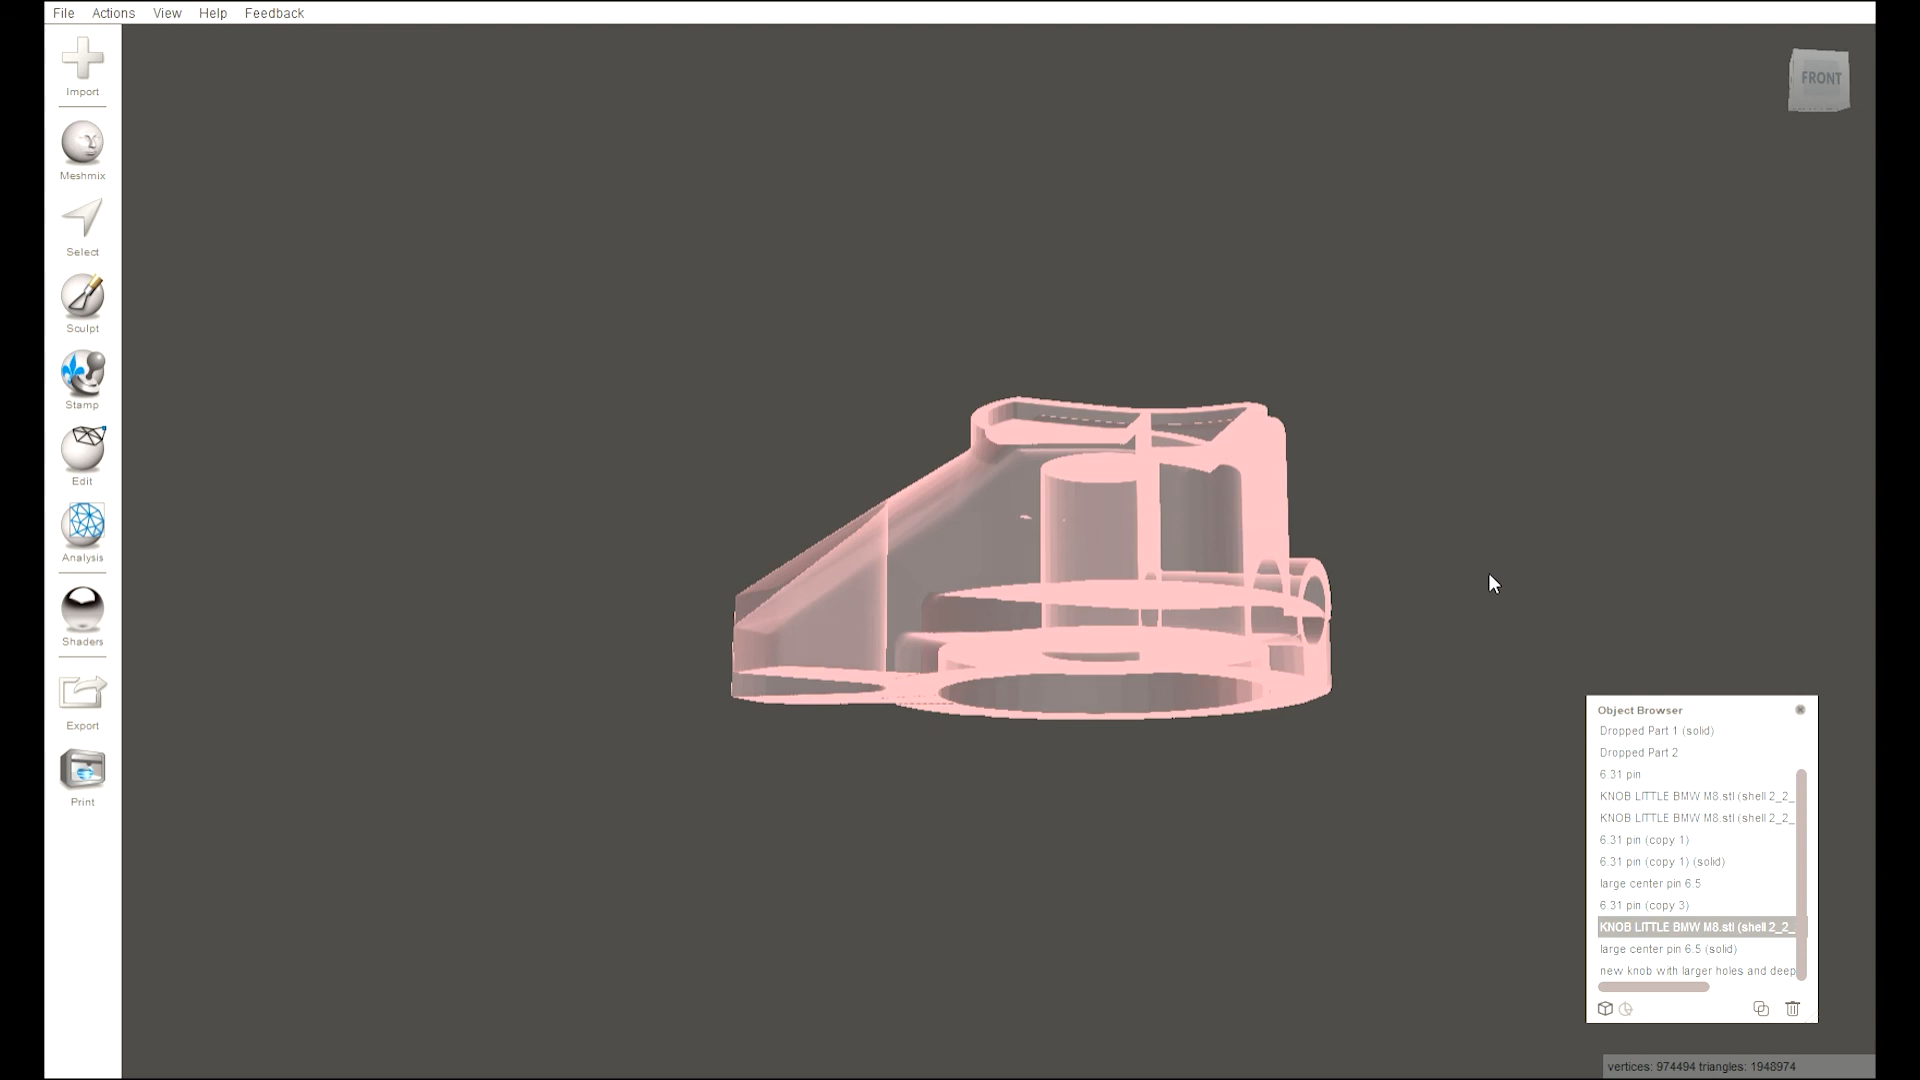 File Actions View Help Feedback
Import
Meshmix
Select
Sculpt
Stamp
Edit
Analysis
Shaders
Export
Print
FRONT
Object Browser
Dropped Part 1 (solid)
Dropped Part 2
6.31 pin
KNOB LITTLE BMW M8.stl (shell 2_2_
KNOB LITTLE BMW M8.stl (shell 2_2_
6.31 pin (copy 1)
6.31 pin (copy 1) (solid)
large center pin 6.5
6.31 pin (copy 3)
KNOB LITTLE BMW M8.stl (shell 2_2_
large center pin 6.5 (solid)
new knob with larger holes and deep
vertices: 974494 triangles: 1948974